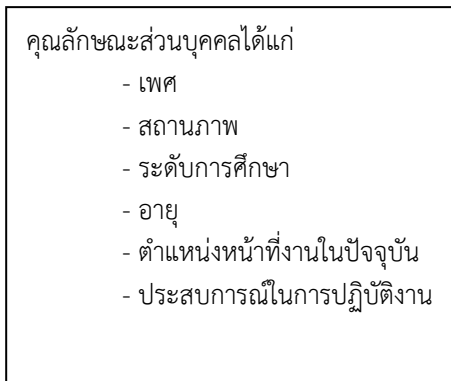 คุณลักษณะส่วนบุคคลได้แก่
- เพศ
- สถานภาพ
- ระดับการศึกษา
- อายุ
- ตำแหน่งหน้าที่งานในปัจจุบัน
- ประสบการณ์ในการปฏิบัติงาน